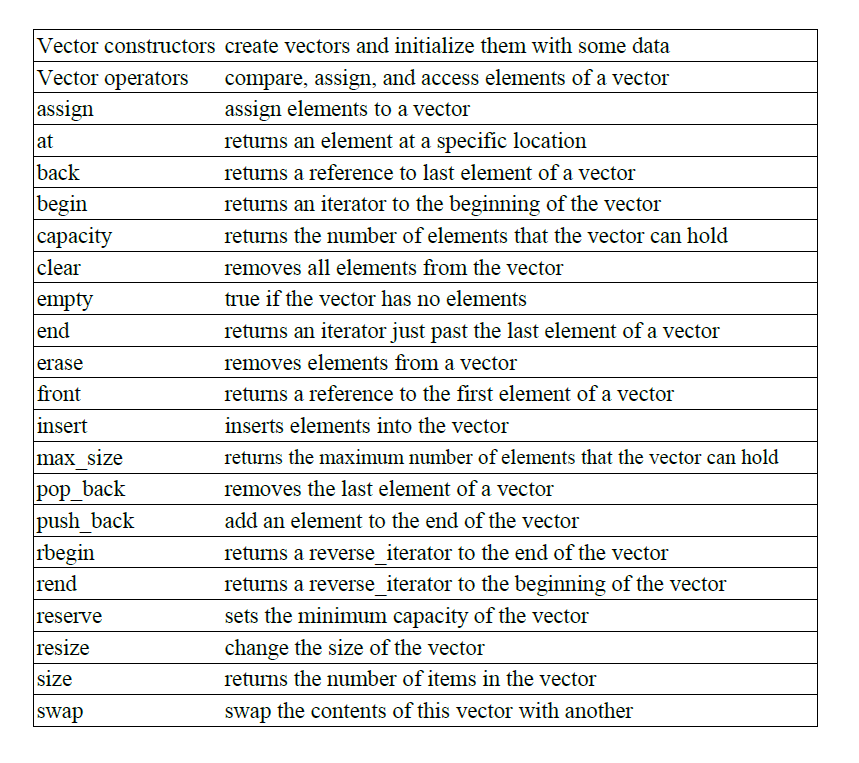 Vector constructors create vectors and initialize them with some data
Vector operators compare, assign, and access elements of a vector
assign assign elements to a vector
at returns an element at a specific location
back returns a reference to last element of a vector
begin returns an iterator to the beginning of the vector
capacity returns the number of elements that the vector can hold
clear removes all elements from the vector
empty true if the vector has no elements
end returns an iterator just past the last element of a vector
erase removes elements from a vector
front returns a reference to the first element of a vector
insert inserts elements into the vector
max_size returns the maximum number of elements that the vector can hold
pop_back removes the last element of a vector
push_back add an element to the end of the vector
rbegin returns a reverse_iterator to the end of the vector
rend returns a reverse_iterator to the beginning of the vector
reserve sets the minimum capacity of the vector
resize change the size of the vector
size returns the number of items in the vector
swap swap the contents of this vector with another